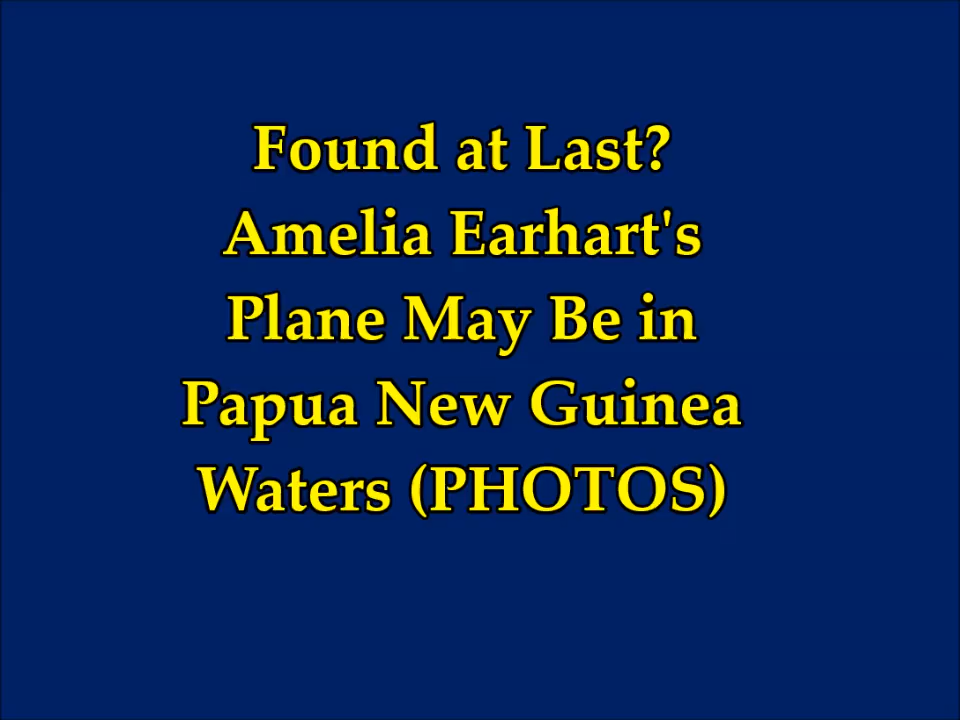 Found at Last?
Amelia Earhart's
Plane May Be in
Papua New Guinea
Waters (PHOTOS)